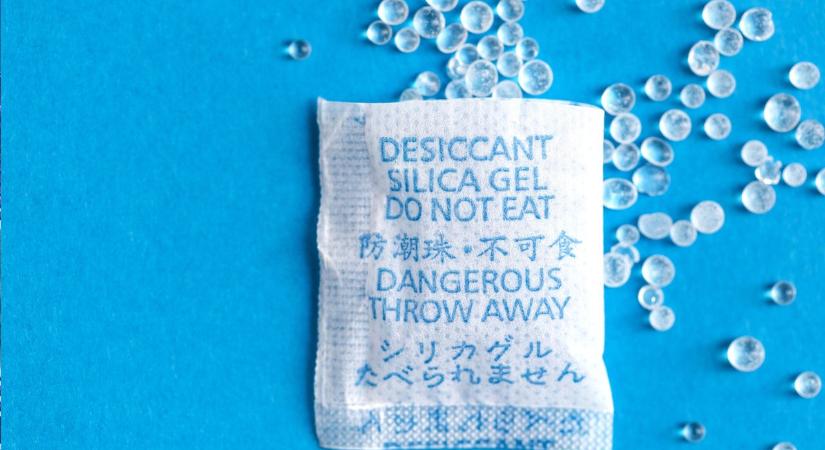 DESICCANT
SILICA GEL
DO NOT EAT
防潮珠・不可食
DANGEROUS
THROW AWAY
シリカゲル
たべられません